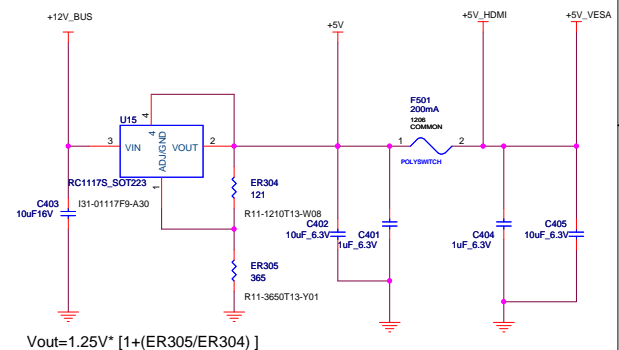 +12V_BUS
+5V
+5V_HDMI
+5V_VESA
F501
200mA
1206
COMMON
1
2
POLYSWITCH
U15
4
4
3
VIN
ADJ/GND
VOUT
2
1
RC1117S_SOT223
I31-01117F9-A30
C403
10uF16V
ER304
121
R11-1210T13-W08
ER305
365
R11-3650T13-Y01
C402
10uF_6.3V
C401
1uF_6.3V
C404
1uF_6.3V
C405
10uF_6.3V
Vout=1.25V* [1+(ER305/ER304) ]